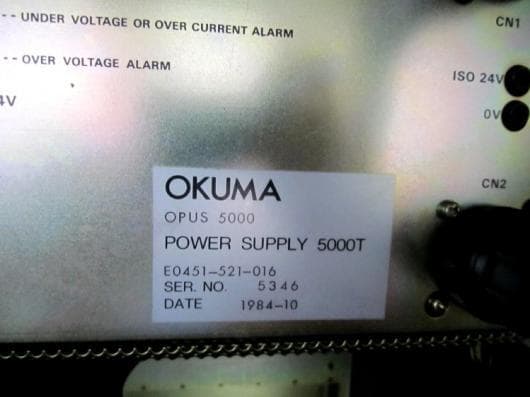 -- UNDER VOLTAGE OR OVER CURRENT ALARM
CN1
-- OVER VOLTAGE ALARM
ISO 24V
4V
0V
CN2
OKUMA
OPUS 5000
POWER SUPPLY 5000T
E0451-521-016
SER. NO. 5346
DATE 1984-10